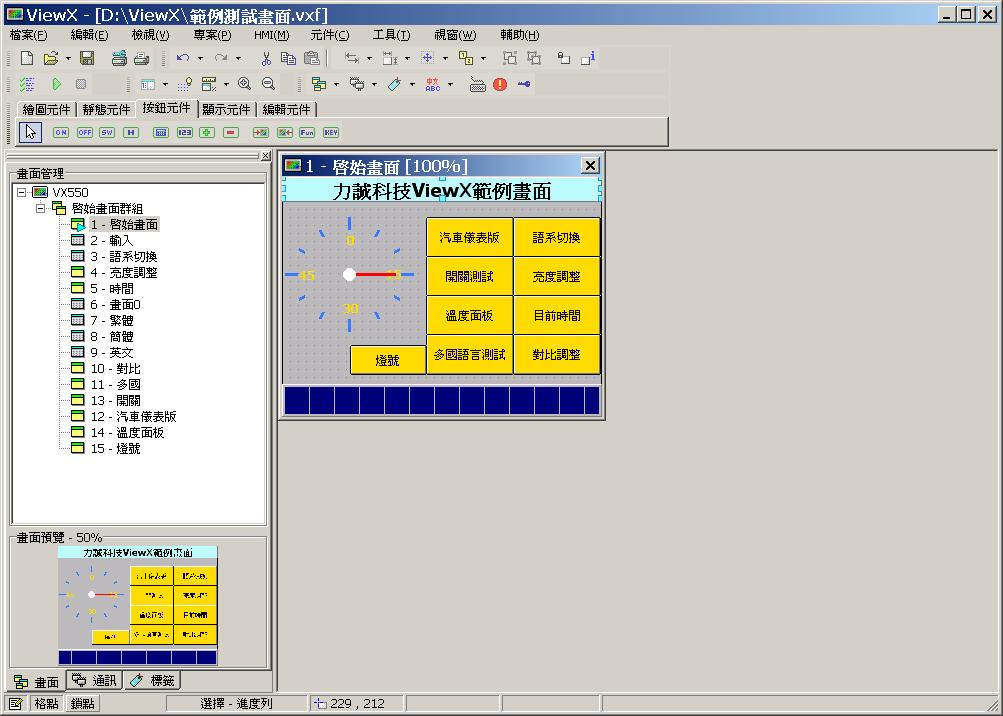 ViewX - [D:\ViewX\範例測試畫面.vxf]
檔案(F) 編輯(E) 檢視(V) 專案(P) HMI(M) 元件(C) 工具(T) 視窗(W) 輔助(H)
中文
ABC
繪圖元件 靜態元件 按鈕元件 顯示元件 編輯元件
ON OFF SW H 123 Fun KEY
畫面管理
VX550
啓始畫面群組
1 - 啓始畫面
2 - 輸入
3 - 語系切換
4 - 亮度調整
5 - 時間
6 - 畫面0
7 - 繁體
8 - 簡體
9 - 英文
10 - 對比
11 - 多國
13 - 開關
12 - 汽車儀表版
14 - 溫度面板
15 - 燈號
畫面預覽 - 50%
力誠科技ViewX範例畫面
畫面 通訊 標籤
1 - 啓始畫面 [100%]
力誠科技ViewX範例畫面
0
45
30
汽車儀表版 語系切換
開關測試 亮度調整
溫度面板 目前時間
燈號 多國語言測試 對比調整
格點 鎖點 選擇 - 進度列 229 , 212